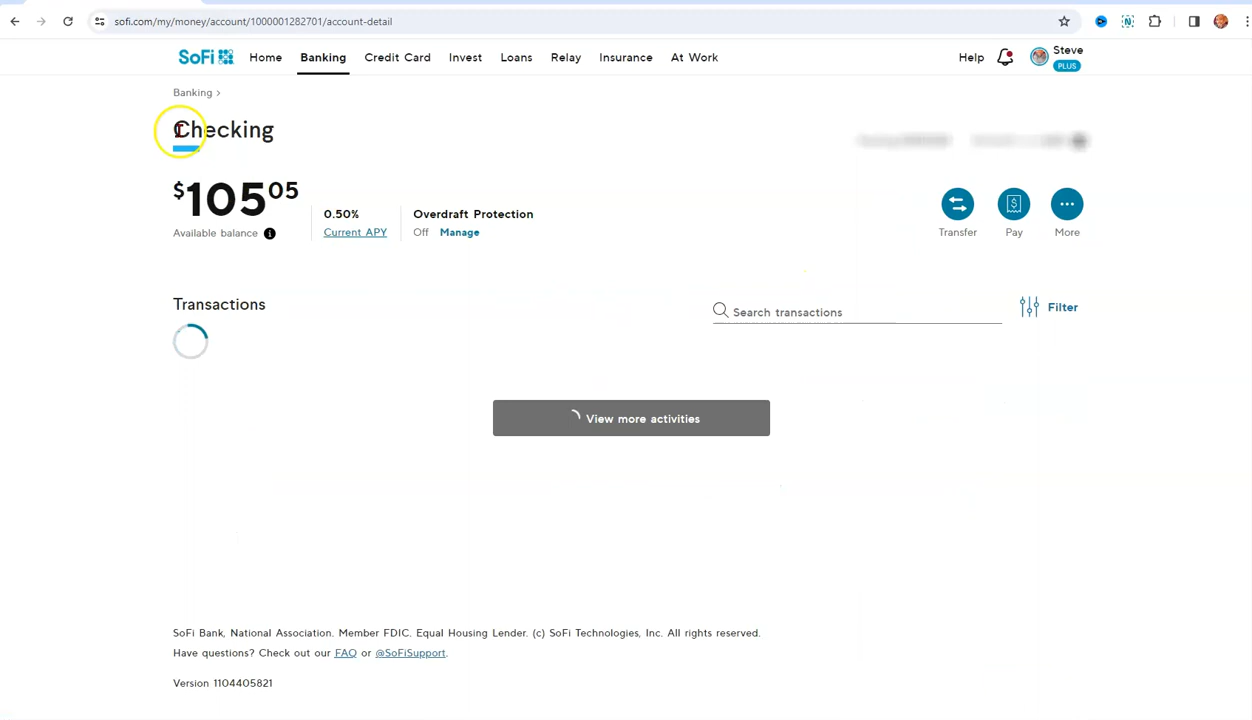 sofi.com/my/money/account/1000001282701/account-detail
SoFi Home Banking Credit Card Invest Loans Relay Insurance At Work Help Steve
PLUS
Banking >
Checking
$105.05
0.50% Overdraft Protection
Available balance Current APY Off Manage
Transfer Pay More
Transactions
Search transactions Filter
View more activities
SoFi Bank, National Association. Member FDIC. Equal Housing Lender. (c) SoFi Technologies, Inc. All rights reserved.
Have questions? Check out our FAQ or @SoFiSupport.
Version 1104405821